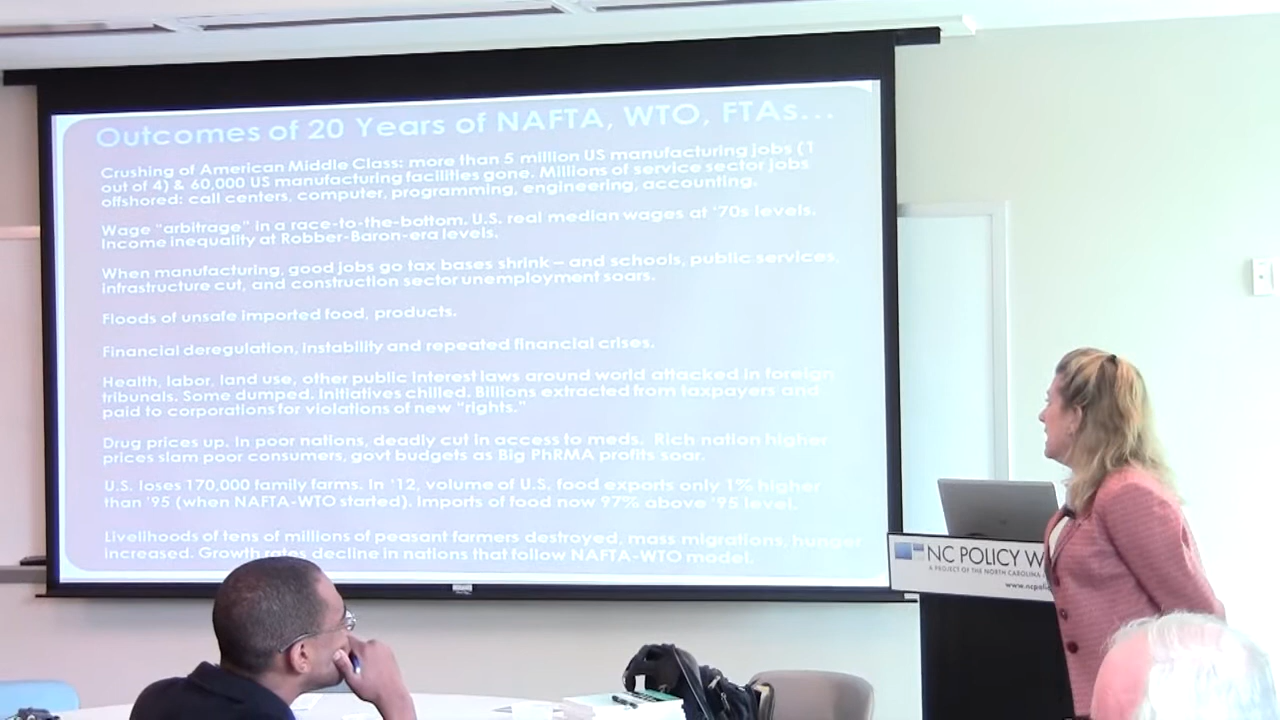 Outcomes of 20 Years of NAFTA, WTO, FTAs...
Crushing of American Middle Class: more than 5 million US manufacturing jobs (1
out of 4) & 60,000 US manufacturing facilities gone. Millions of service sector jobs
offshored: call centers, computer, programming, engineering, accounting.
Wage "arbitrage" in a race-to-the-bottom. U.S. real median wages at '70s levels.
Income inequality at Robber-Baron-era levels.
When manufacturing, good jobs go tax bases shrink – and schools, public services,
infrastructure cut, and construction sector unemployment soars.
Floods of unsafe imported food, products.
Financial deregulation, instability and repeated financial crises.
Health, labor, land use, other public interest laws around world attacked in foreign
tribunals. Some dumped. Initiatives chilled. Billions extracted from taxpayers and
paid to corporations for violations of new "rights."
Drug prices up. In poor nations, deadly cut in access to meds. Rich nation higher
prices slam poor consumers, govt budgets as Big PhRMA profits soar.
U.S. loses 170,000 family farms. In '12, volume of U.S. food exports only 1% higher
than '95 (when NAFTA-WTO started). Imports of food now 97% above '95 level.
Livelihoods of tens of millions of peasant farmers destroyed, mass migrations, hunger
increased. Growth rates decline in nations that follow NAFTA-WTO model.
NC POLICY W
A PROJECT OF THE NORTH CAROLINA
www.ncpoli